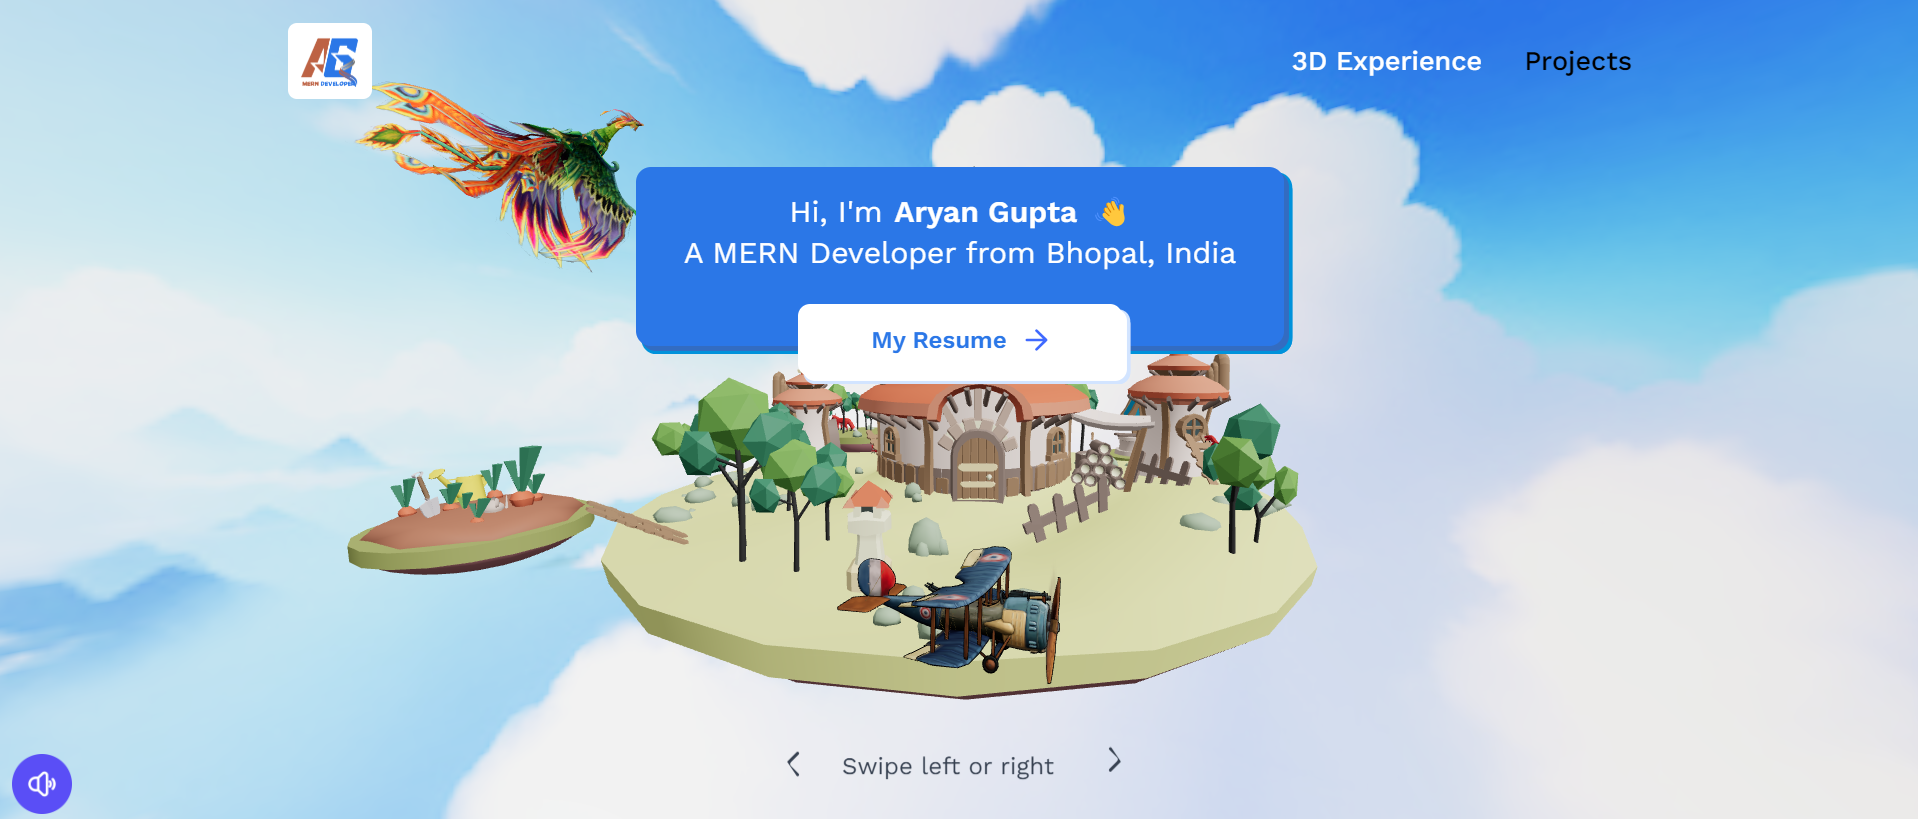 AG
MERN DEVELOPER
3D Experience
Projects
Hi, I'm Aryan Gupta 👋
A MERN Developer from Bhopal, India
My Resume
Swipe left or right